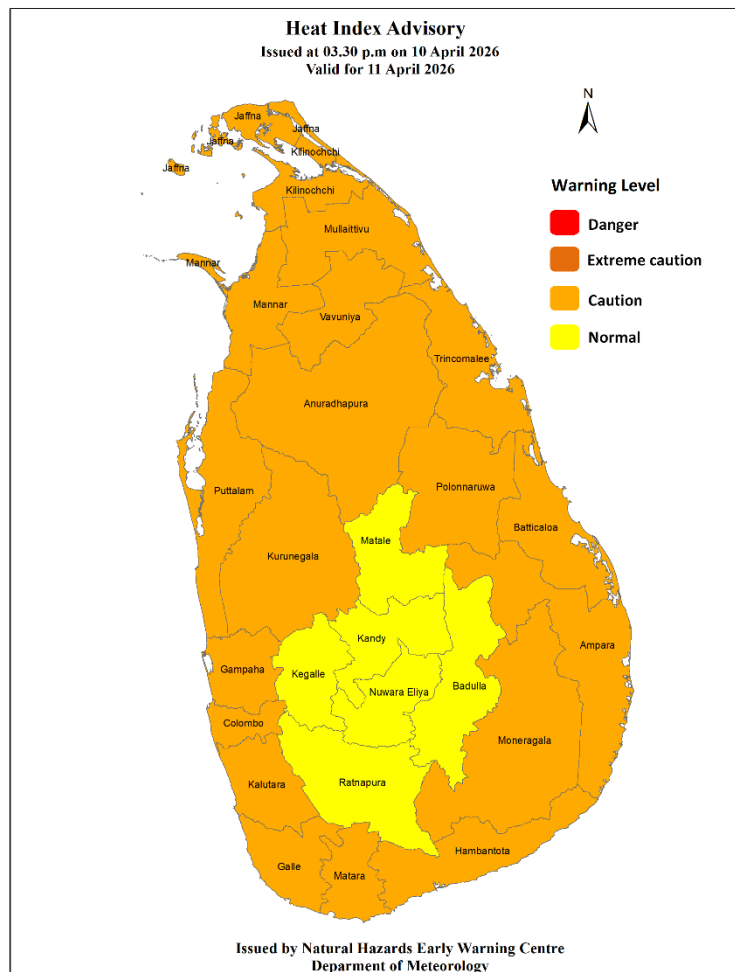 Heat Index Advisory
Issued at 03.30 p.m on 10 April 2026
Valid for 11 April 2026
N
Jaffna
Jaffna
Jaffna
Kilinochchi
Jaffna
Kilinochchi
Mullaittivu
Mannar
Mannar
Vavuniya
Trincomalee
Anuradhapura
Puttalam
Polonnaruwa
Batticaloa
Matale
Kurunegala
Kandy
Ampara
Gampaha
Kegalle
Nuwara Eliya
Badulla
Colombo
Moneragala
Kalutara
Ratnapura
Hambantota
Galle
Matara
Warning Level
Danger
Extreme caution
Caution
Normal
Issued by Natural Hazards Early Warning Centre
Deparment of Meteorology